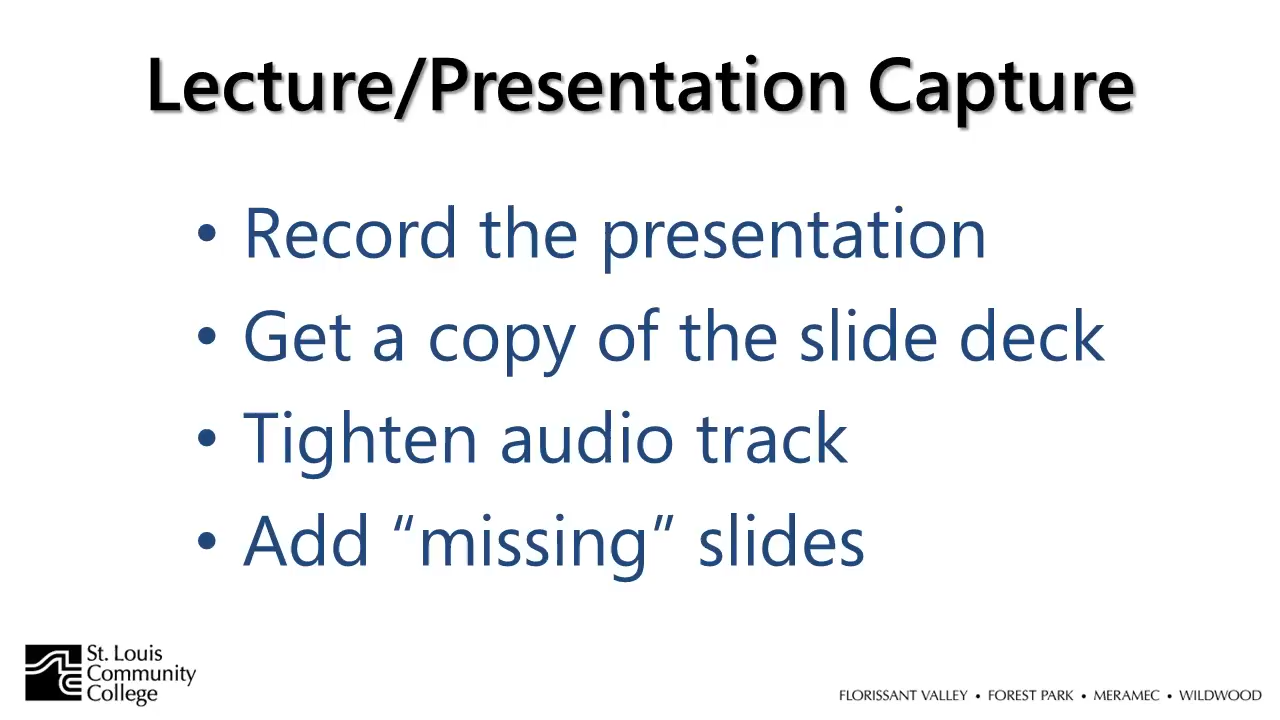 Lecture/Presentation Capture
• Record the presentation
• Get a copy of the slide deck
• Tighten audio track
• Add “missing” slides
St. Louis
Community
College
FLORISSANT VALLEY • FOREST PARK • MERAMEC • WILDWOOD